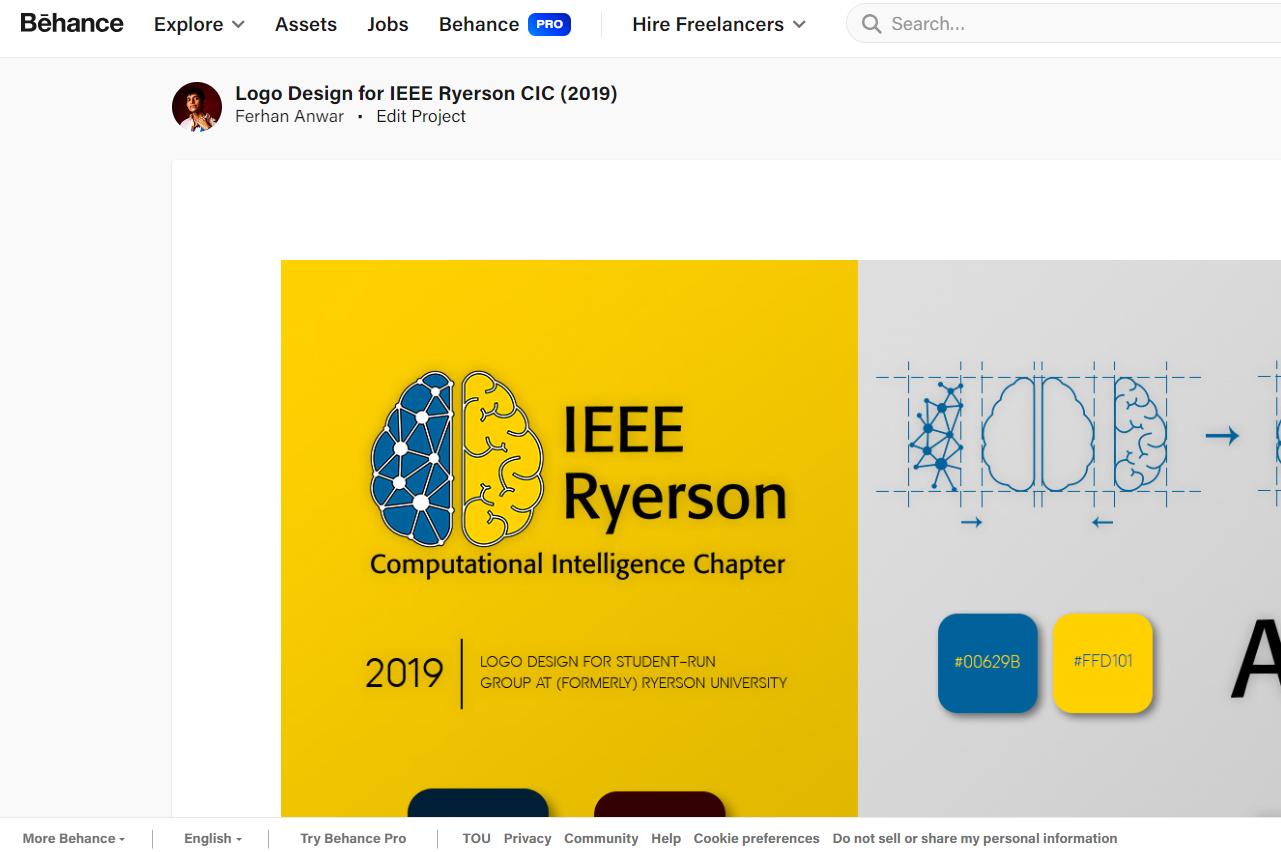 Bēhance Explore Assets Jobs Behance PRO Hire Freelancers Search...
Logo Design for IEEE Ryerson CIC (2019)
Ferhan Anwar • Edit Project
IEEE
Ryerson
Computational Intelligence Chapter
2019
LOGO DESIGN FOR STUDENT-RUN
GROUP AT (FORMERLY) RYERSON UNIVERSITY
#00629B #FFD101
A
More Behance English Try Behance Pro TOU Privacy Community Help Cookie preferences Do not sell or share my personal information